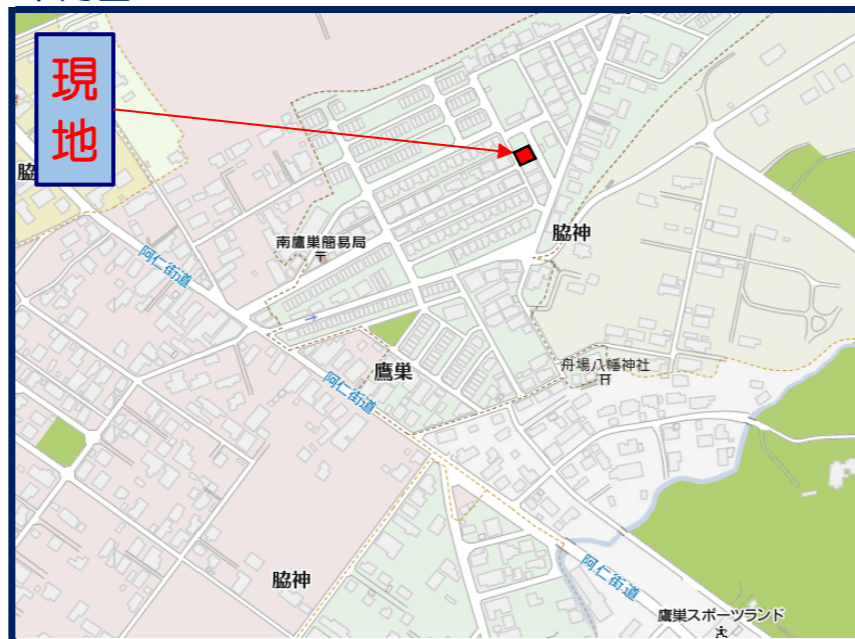 現
地
脇
南鷹巣簡易局
〒
脇神
阿仁街道
鷹巣
舟場八幡神社
阿仁街道
脇神
阿仁街道
鷹巣スポーツランド